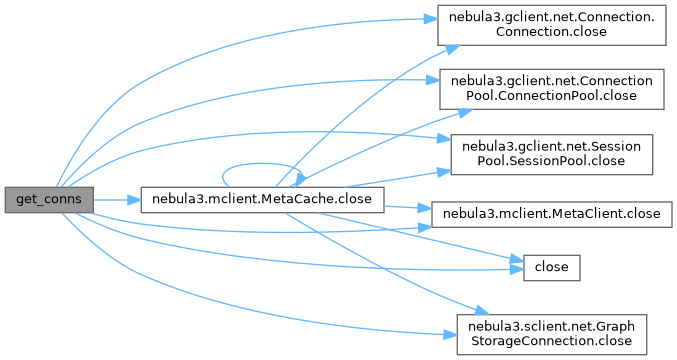 get_conns
nebula3.mclient.MetaCache.close
nebula3.gclient.net.Connection.
Connection.close
nebula3.gclient.net.Connection
Pool.ConnectionPool.close
nebula3.gclient.net.Session
Pool.SessionPool.close
nebula3.mclient.MetaClient.close
close
nebula3.sclient.net.Graph
StorageConnection.close